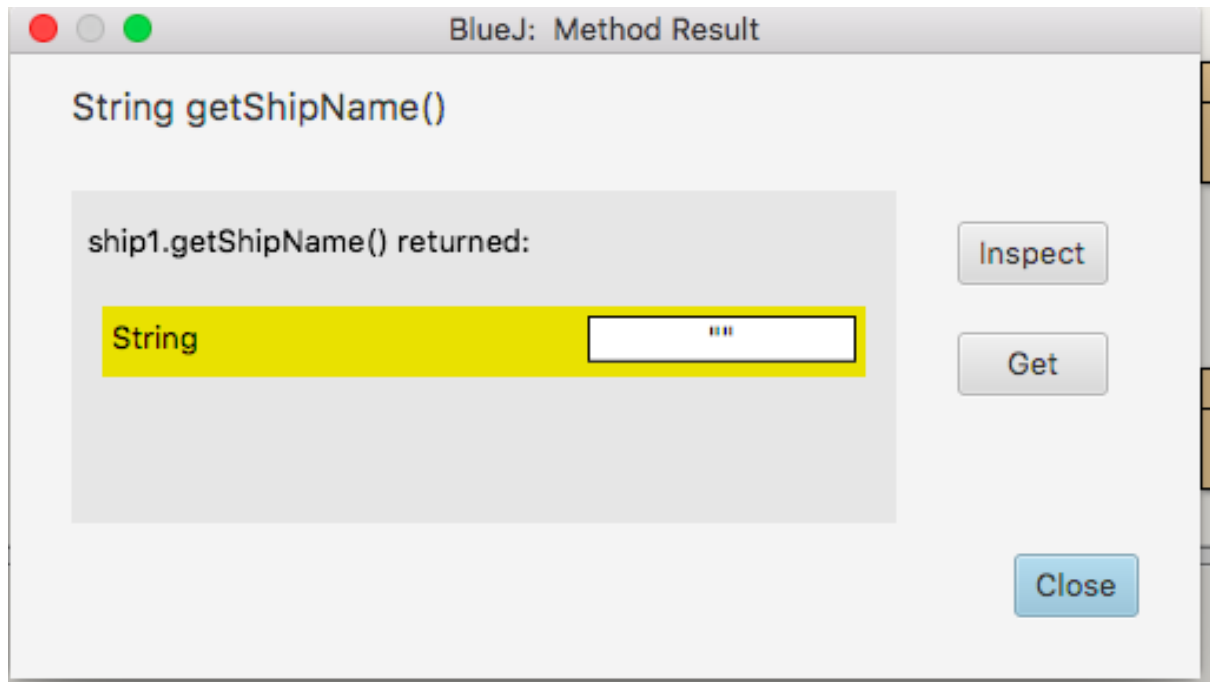 BlueJ: Method Result
String getShipName()
ship1.getShipName() returned:
Inspect
String ""
Get
Close